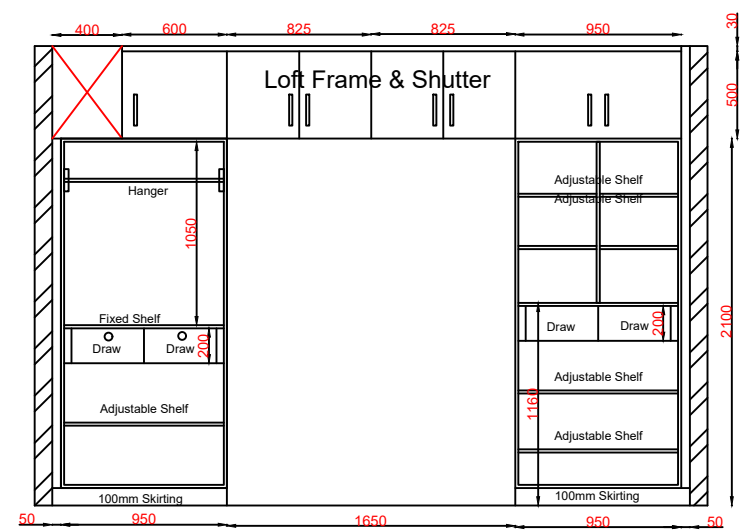 400 600 825 825 950 30
Loft Frame & Shutter
500
Adjustable Shelf
Hanger
Adjustable Shelf
1050
Fixed Shelf
Draw Draw 200
Draw Draw 200
2100
Adjustable Shelf
1160
Adjustable Shelf
Adjustable Shelf
100mm Skirting
100mm Skirting
50 950 1650 950 50